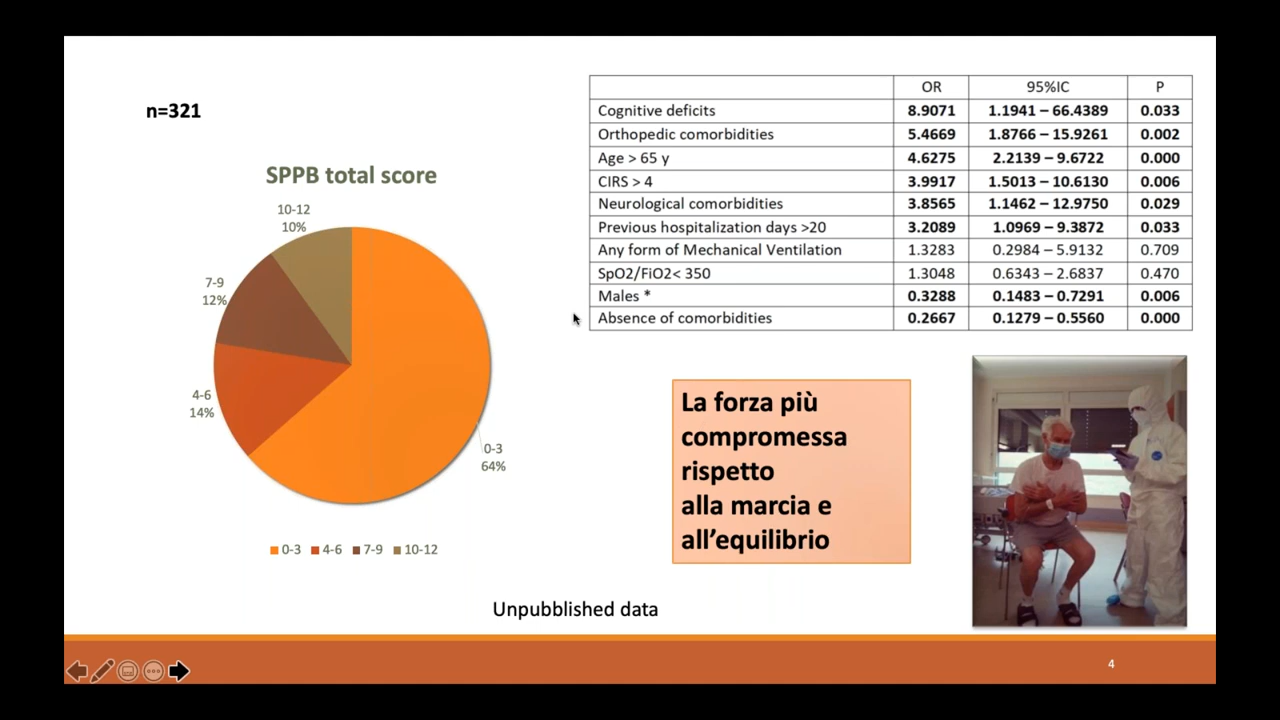 n=321
SPPB total score
10-12
10%
7-9
12%
4-6
14%
0-3
64%
0-3 4-6 7-9 10-12
OR 95%IC P
Cognitive deficits 8.9071 1.1941 – 66.4389 0.033
Orthopedic comorbidities 5.4669 1.8766 – 15.9261 0.002
Age > 65 y 4.6275 2.2139 – 9.6722 0.000
CIRS > 4 3.9917 1.5013 – 10.6130 0.006
Neurological comorbidities 3.8565 1.1462 – 12.9750 0.029
Previous hospitalization days >20 3.2089 1.0969 – 9.3872 0.033
Any form of Mechanical Ventilation 1.3283 0.2984 – 5.9132 0.709
SpO2/FiO2< 350 1.3048 0.6343 – 2.6837 0.470
Males * 0.3288 0.1483 – 0.7291 0.006
Absence of comorbidities 0.2667 0.1279 – 0.5560 0.000
La forza più
compromessa
rispetto
alla marcia e
all’equilibrio
Unpubblished data
4